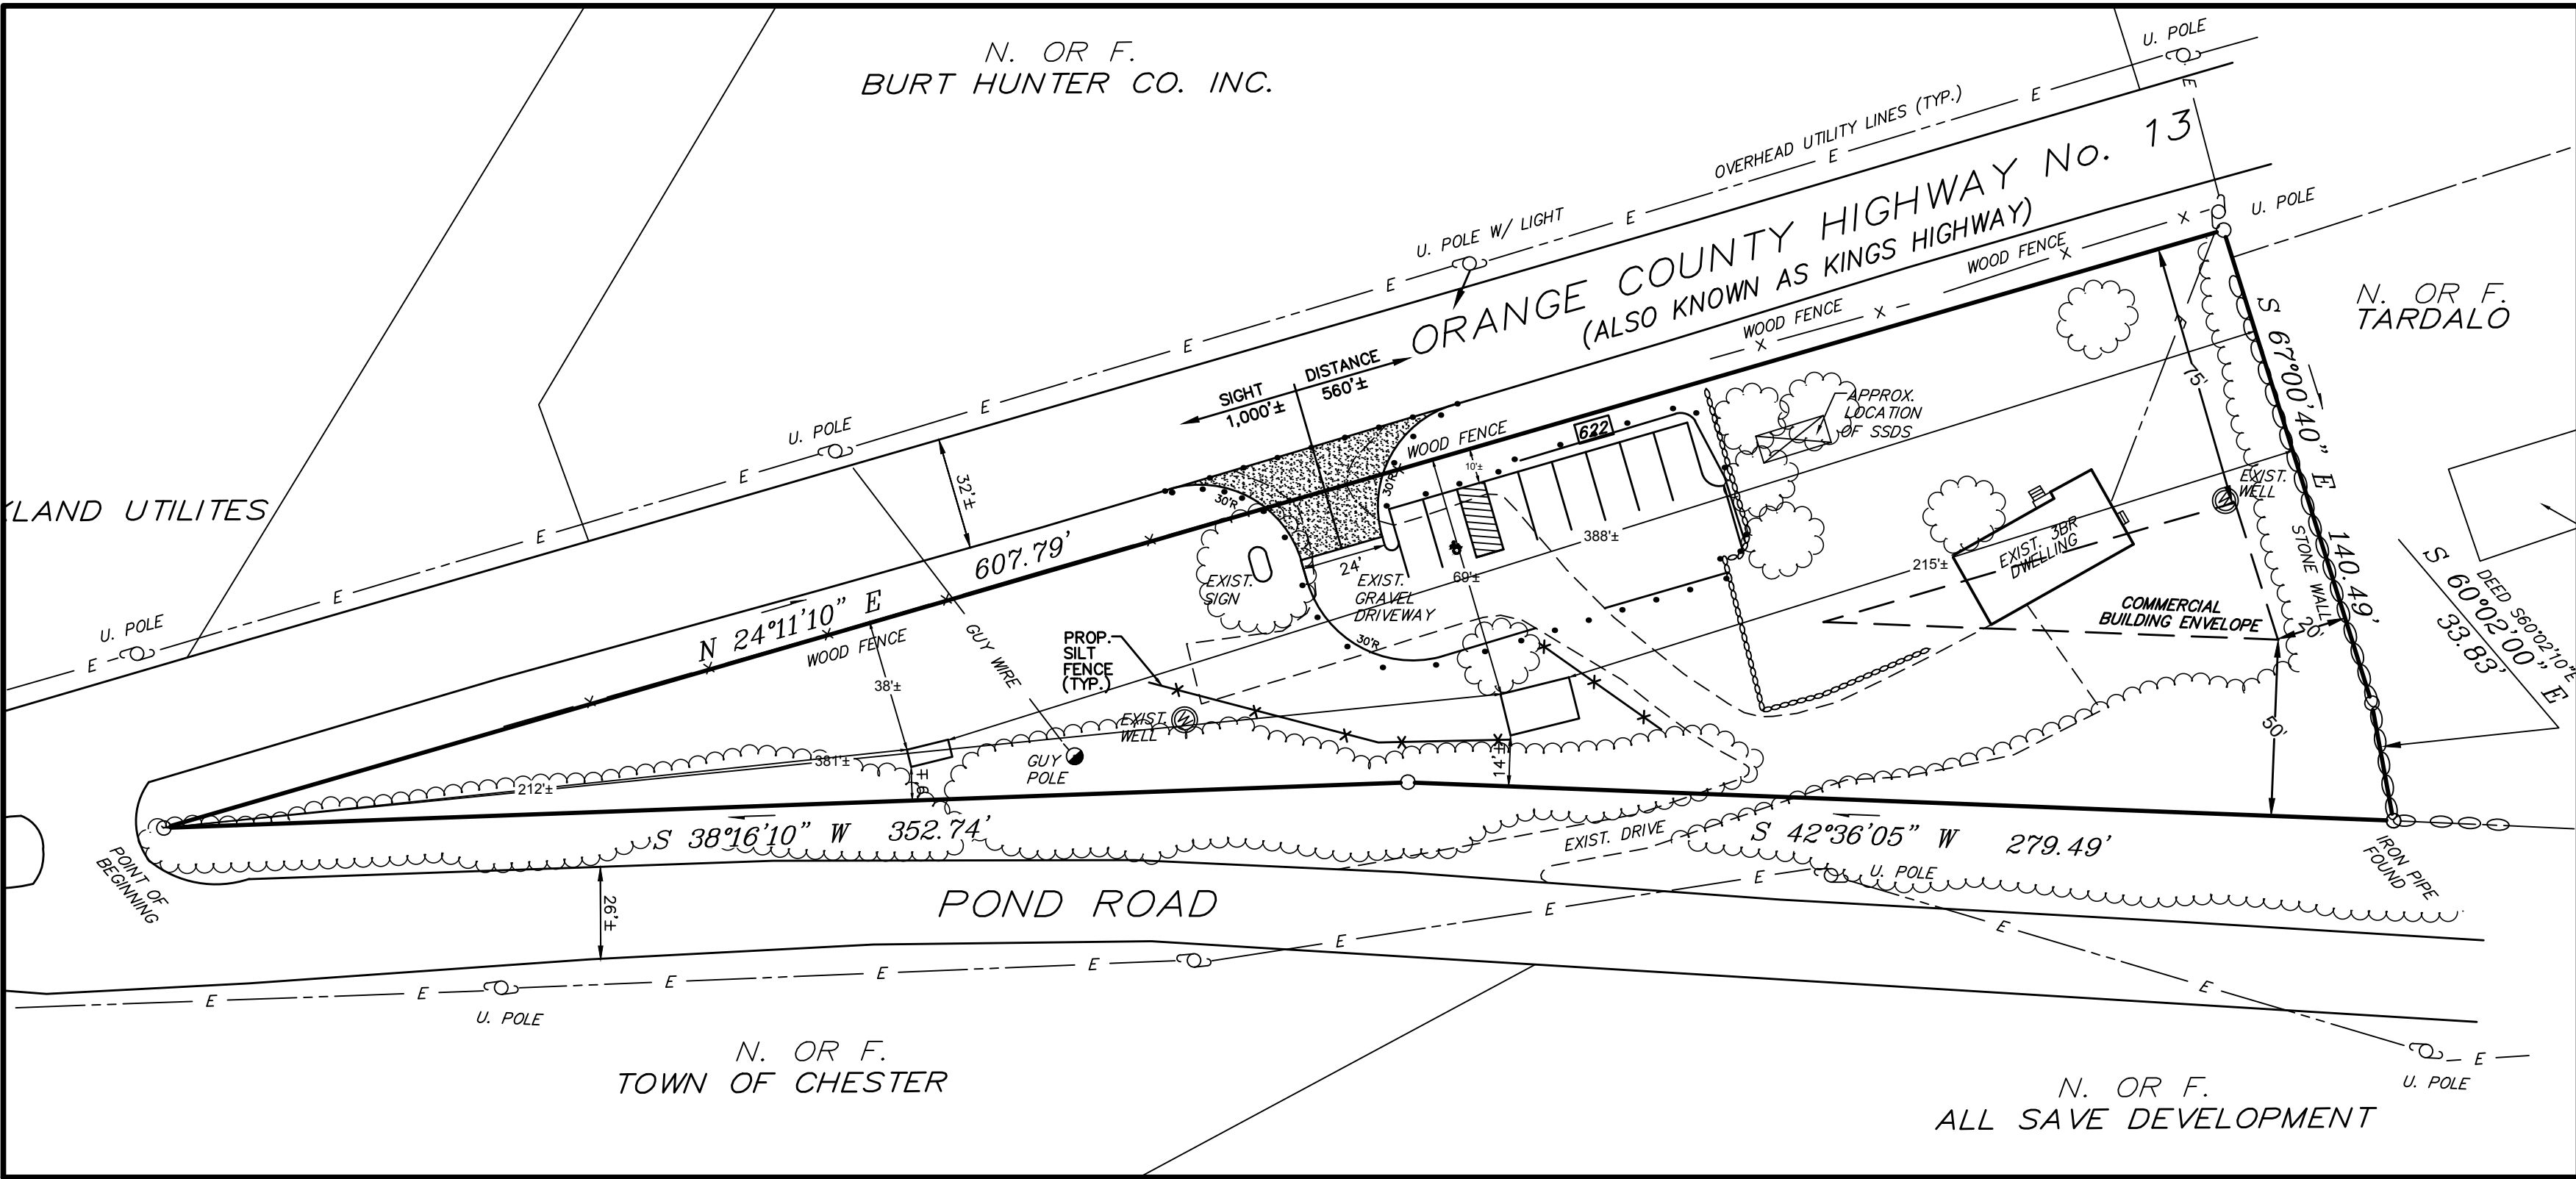 N. OR F.
BURT HUNTER CO. INC.
U. POLE
E
OVERHEAD UTILITY LINES (TYP.)
E
E
E
ORANGE COUNTY HIGHWAY No. 13
(ALSO KNOWN AS KINGS HIGHWAY)
U. POLE W/ LIGHT
E
E
U. POLE
X
WOOD FENCE
X
WOOD FENCE
X
X
N. OR F.
TARDALO
S 67°00'40" E 140.49'
STONE WALL
75'
SIGHT DISTANCE
1,000'± 560'±
E
U. POLE
E
E
E
U. POLE
E
LAND UTILITES
32'±
607.79'
N 24°11'10" E
WOOD FENCE
30'R
30'R
WOOD FENCE
10'±
622
APPROX.
LOCATION
OF SSDS
388'±
24'
69'±
EXIST.
SIGN
EXIST.
GRAVEL
DRIVEWAY
30'R
215'±
EXIST. 3BR
DWELLING
EXIST.
WELL
W
COMMERCIAL
BUILDING ENVELOPE
20'
50'
DEED S60°02'10"E
S 60°02'00" E
33.83'
PROP.
SILT
FENCE
(TYP.)
GUY WIRE
38'±
EXIST.
WELL
W
GUY
POLE
381'±
212'±
14'±
POINT OF
BEGINNING
S 38°16'10" W 352.74'
EXIST. DRIVE
S 42°36'05" W 279.49'
IRON PIPE
FOUND
U. POLE
E
E
E
E
26'±
POND ROAD
E
E
E
E
E
E
U. POLE
E
E
U. POLE
N. OR F.
TOWN OF CHESTER
N. OR F.
ALL SAVE DEVELOPMENT